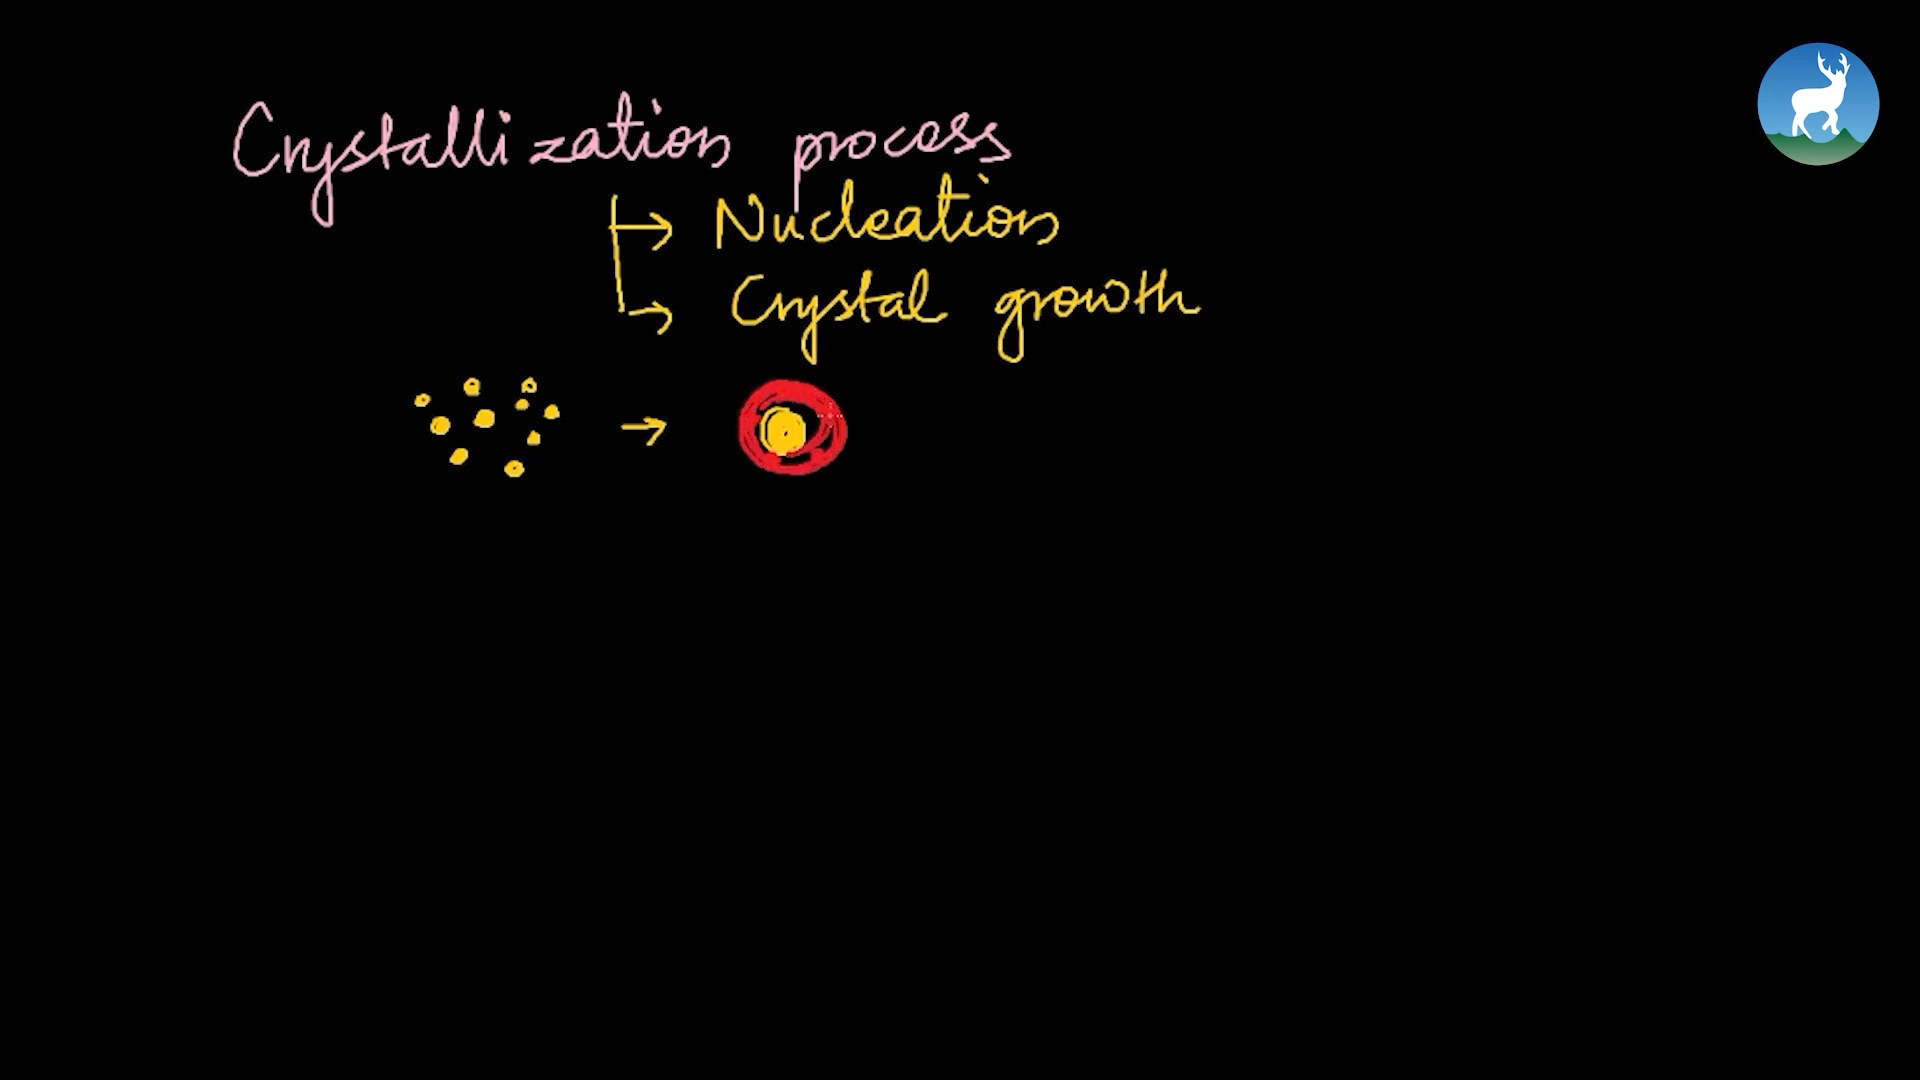 Crystallization process
→ Nucleation
→ Crystal growth
→